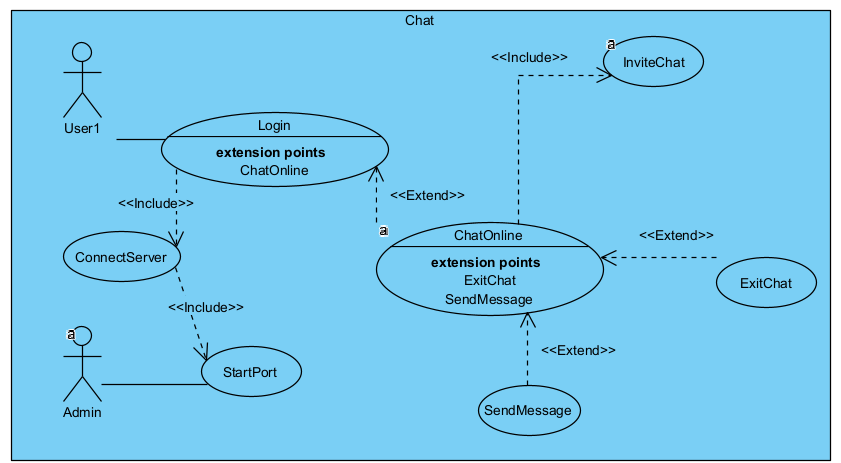 Chat
a
<<Include>>
InviteChat
User1
Login
extension points
ChatOnline
<<Include>>
<<Extend>>
a
ChatOnline
extension points
ExitChat
SendMessage
<<Extend>>
ConnectServer
ExitChat
<<Include>>
a
<<Extend>>
StartPort
Admin
SendMessage